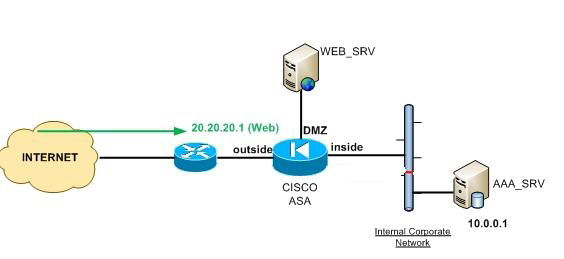 WEB_SRV
20.20.20.1 (Web)
DMZ
INTERNET
outside
inside
CISCO
ASA
AAA_SRV
10.0.0.1
Internal Corporate
Network